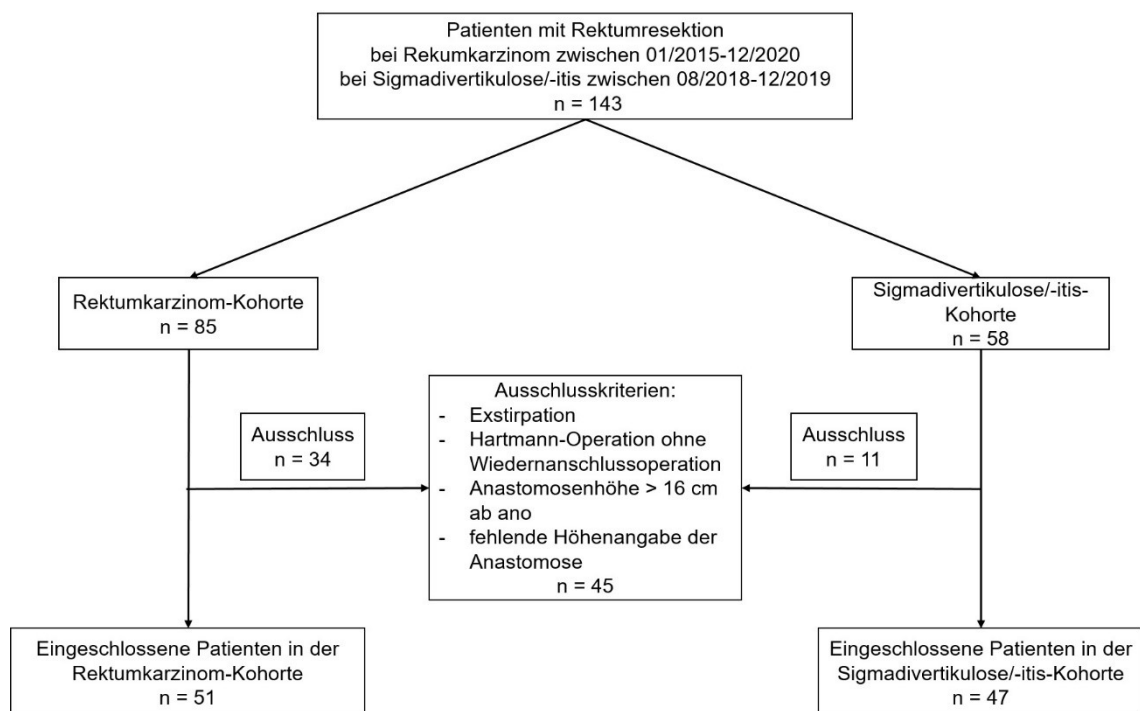 Patienten mit Rektumresektion
bei Rekumkarzinom zwischen 01/2015-12/2020
bei Sigmadivertikulose/-itis zwischen 08/2018-12/2019
n = 143
Rektumkarzinom-Kohorte
n = 85
Sigmadivertikulose/-itis-
Kohorte
n = 58
Ausschluss
n = 34
Ausschlusskriterien:
- Exstirpation
- Hartmann-Operation ohne
Wiedernanschlussoperation
- Anastomosenhöhe > 16 cm
ab ano
- fehlende Höhenangabe der
Anastomose
n = 45
Ausschluss
n = 11
Eingeschlossene Patienten in der
Rektumkarzinom-Kohorte
n = 51
Eingeschlossene Patienten in der
Sigmadivertikulose/-itis-Kohorte
n = 47